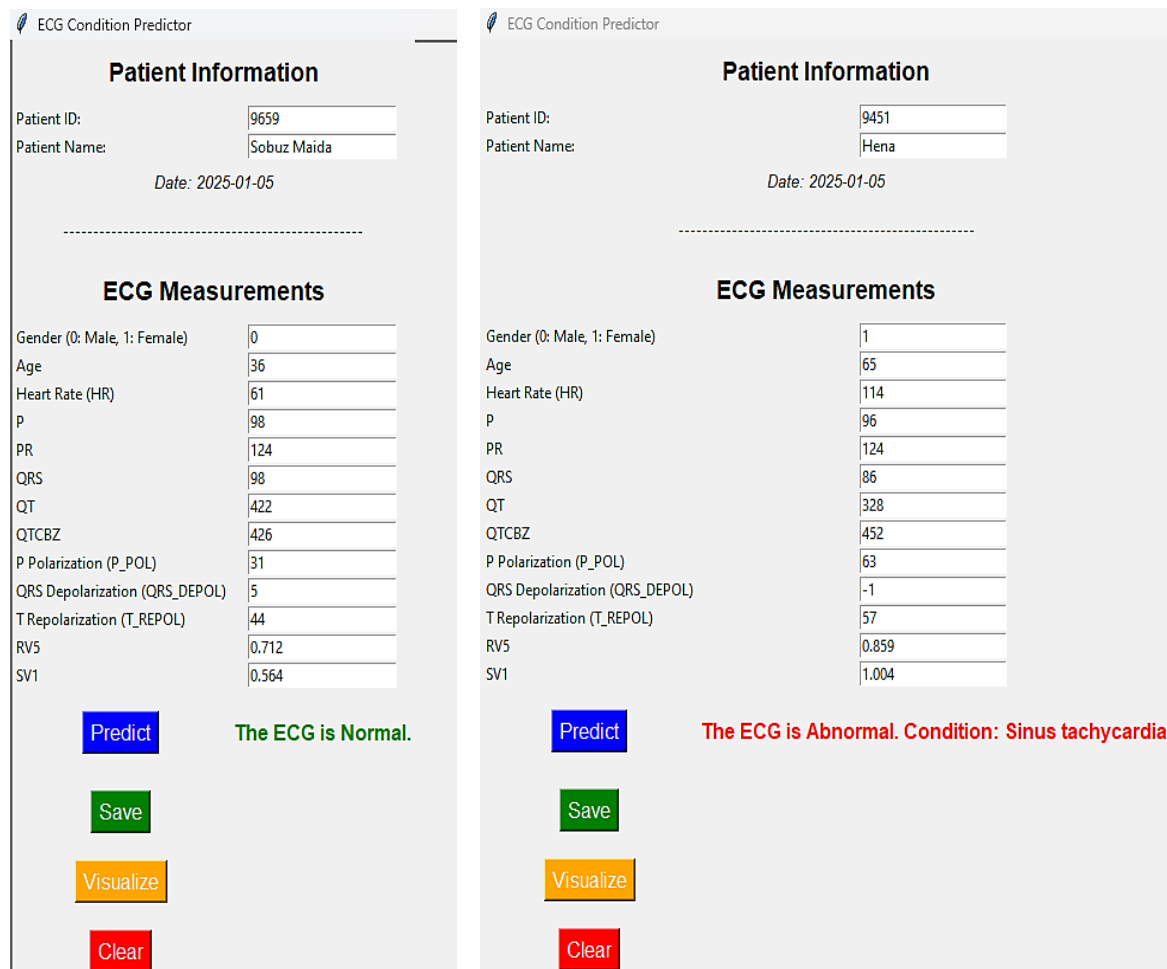 ECG Condition Predictor
Patient Information
Patient ID: 9659
Patient Name: Sobuz Maida
Date: 2025-01-05
--------------------------------------------------
ECG Measurements
Gender (0: Male, 1: Female) 0
Age 36
Heart Rate (HR) 61
P 98
PR 124
QRS 98
QT 422
QTCBZ 426
P Polarization (P_POL) 31
QRS Depolarization (QRS_DEPOL) 5
T Repolarization (T_REPOL) 44
RV5 0.712
SV1 0.564
Predict The ECG is Normal.
Save
Visualize
Clear
ECG Condition Predictor
Patient Information
Patient ID: 9451
Patient Name: Hena
Date: 2025-01-05
--------------------------------------------------
ECG Measurements
Gender (0: Male, 1: Female) 1
Age 65
Heart Rate (HR) 114
P 96
PR 124
QRS 86
QT 328
QTCBZ 452
P Polarization (P_POL) 63
QRS Depolarization (QRS_DEPOL) -1
T Repolarization (T_REPOL) 57
RV5 0.859
SV1 1.004
Predict The ECG is Abnormal. Condition: Sinus tachycardia
Save
Visualize
Clear